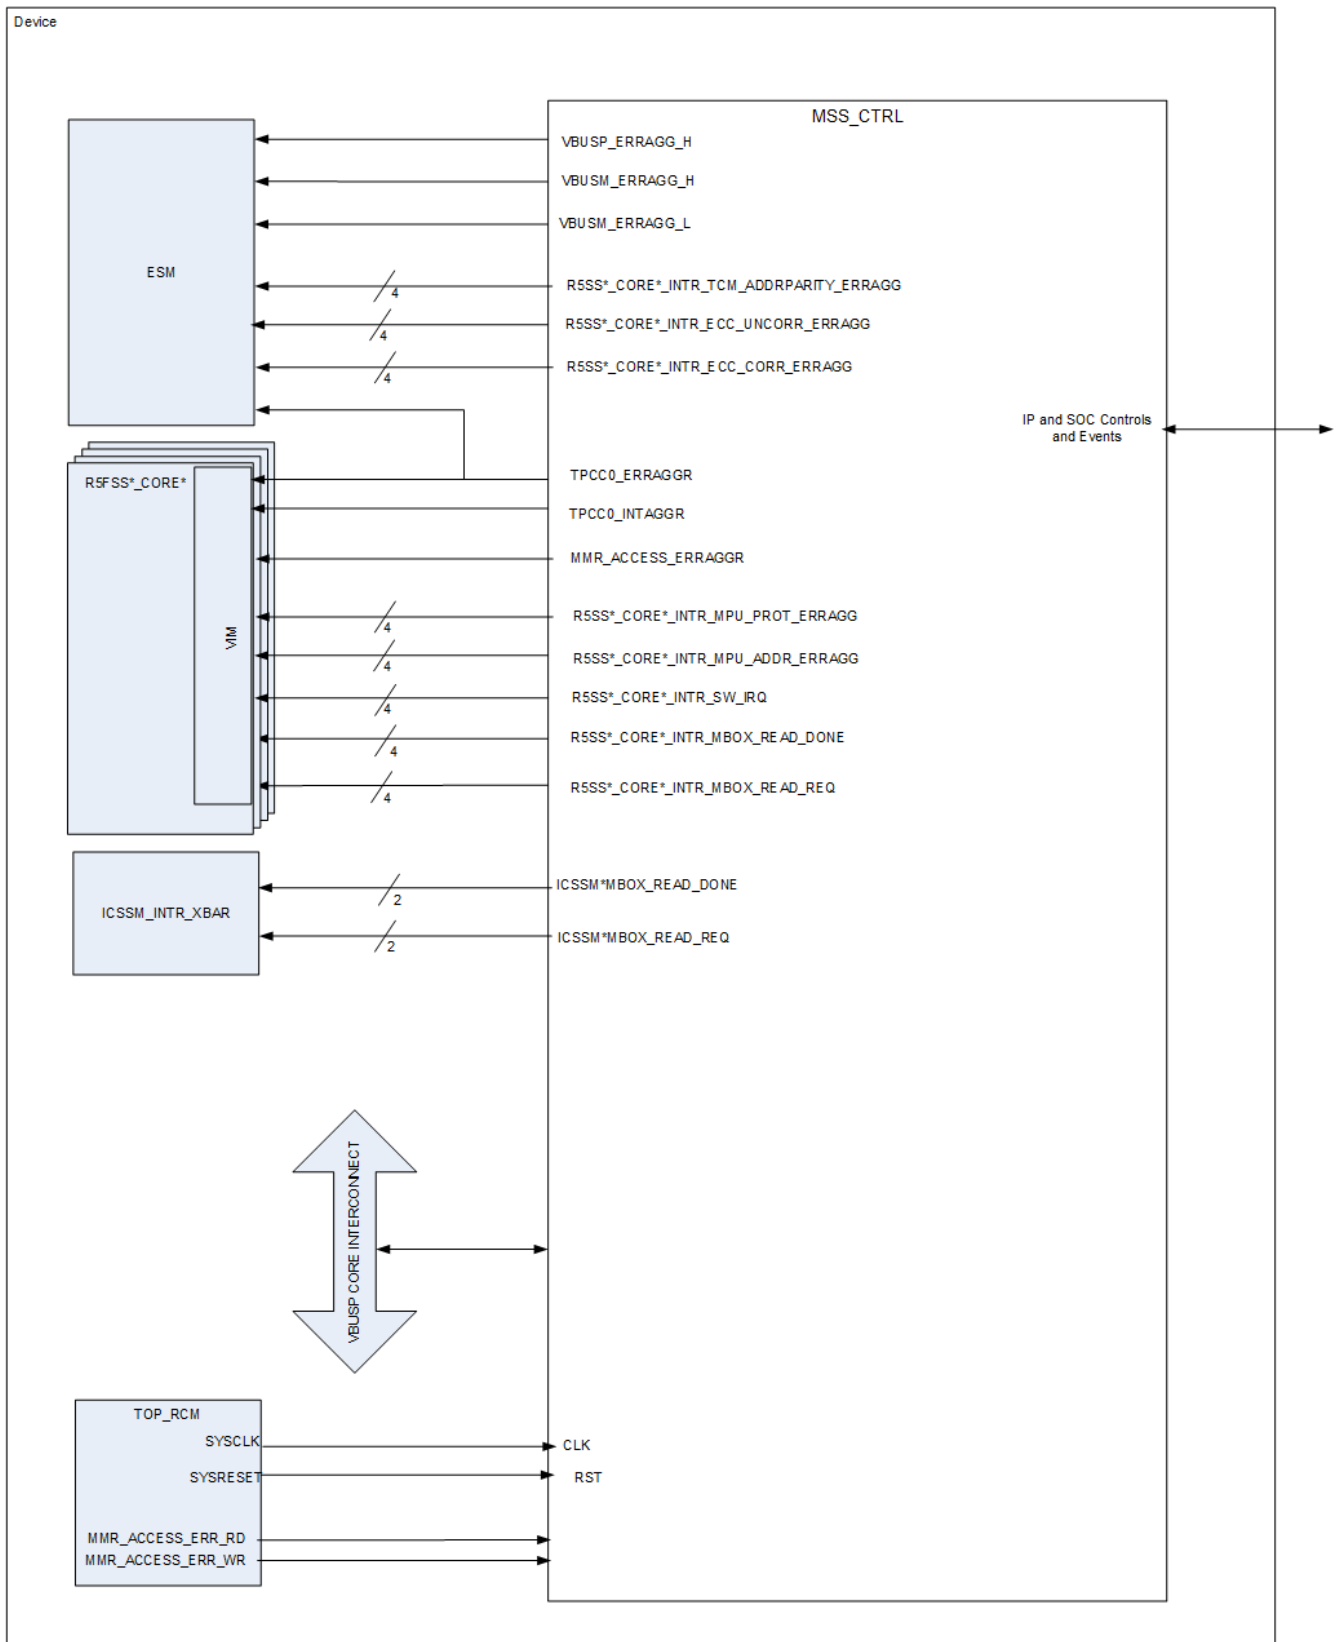 Device
MSS_CTRL
VBUSP_ERRAGG_H
VBUSM_ERRAGG_H
VBUSM_ERRAGG_L
ESM
4
R5SS*_CORE*_INTR_TCM_ADDRPARITY_ERRAGG
4
R5SS*_CORE*_INTR_ECC_UNCORR_ERRAGG
4
R5SS*_CORE*_INTR_ECC_CORR_ERRAGG
IP and SOC Controls
and Events
R5FSS*_CORE*
TPCC0_ERRAGGR
TPCC0_INTAGGR
MMR_ACCESS_ERRAGGR
VIM
4
R5SS*_CORE*_INTR_MPU_PROT_ERRAGG
4
R5SS*_CORE*_INTR_MPU_ADDR_ERRAGG
4
R5SS*_CORE*_INTR_SW_IRQ
4
R5SS*_CORE*_INTR_MBOX_READ_DONE
4
R5SS*_CORE*_INTR_MBOX_READ_REQ
ICSSM_INTR_XBAR
2
ICSSM*MBOX_READ_DONE
2
ICSSM*MBOX_READ_REQ
VBUSP CORE INTERCONNECT
TOP_RCM
SYSCLK
CLK
SYSRESET
RST
MMR_ACCESS_ERR_RD
MMR_ACCESS_ERR_WR